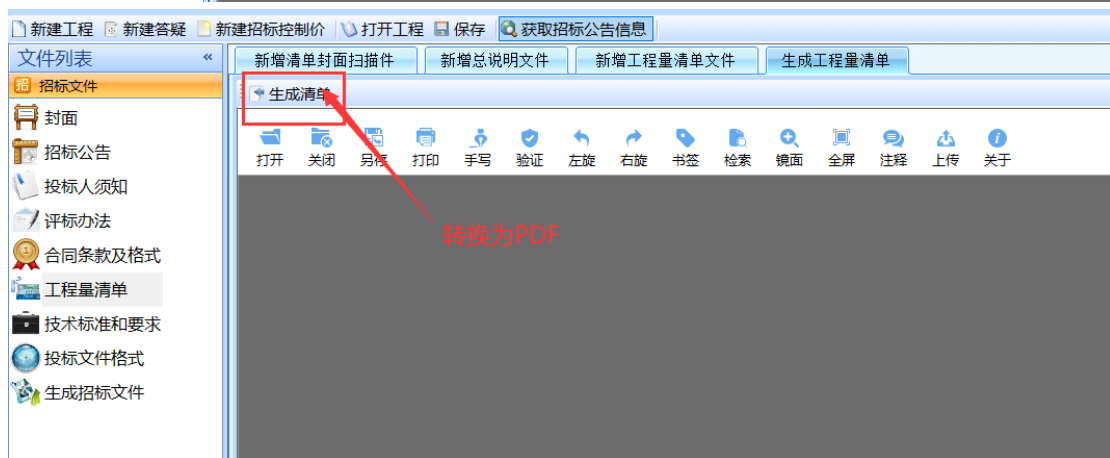 新建工程 新建答疑 新建招标控制价 打开工程 保存 获取招标公告信息
文件列表 «
新增清单封面扫描件 新增总说明文件 新增工程量清单文件 生成工程量清单
招 招标文件
生成清单
封面
招标公告
投标人须知
评标办法
合同条款及格式
工程量清单
技术标准和要求
投标文件格式
生成招标文件
打开 关闭 另存 打印 手写 验证 左旋 右旋 书签 检索 镜面 全屏 注释 上传 关于
转换为PDF